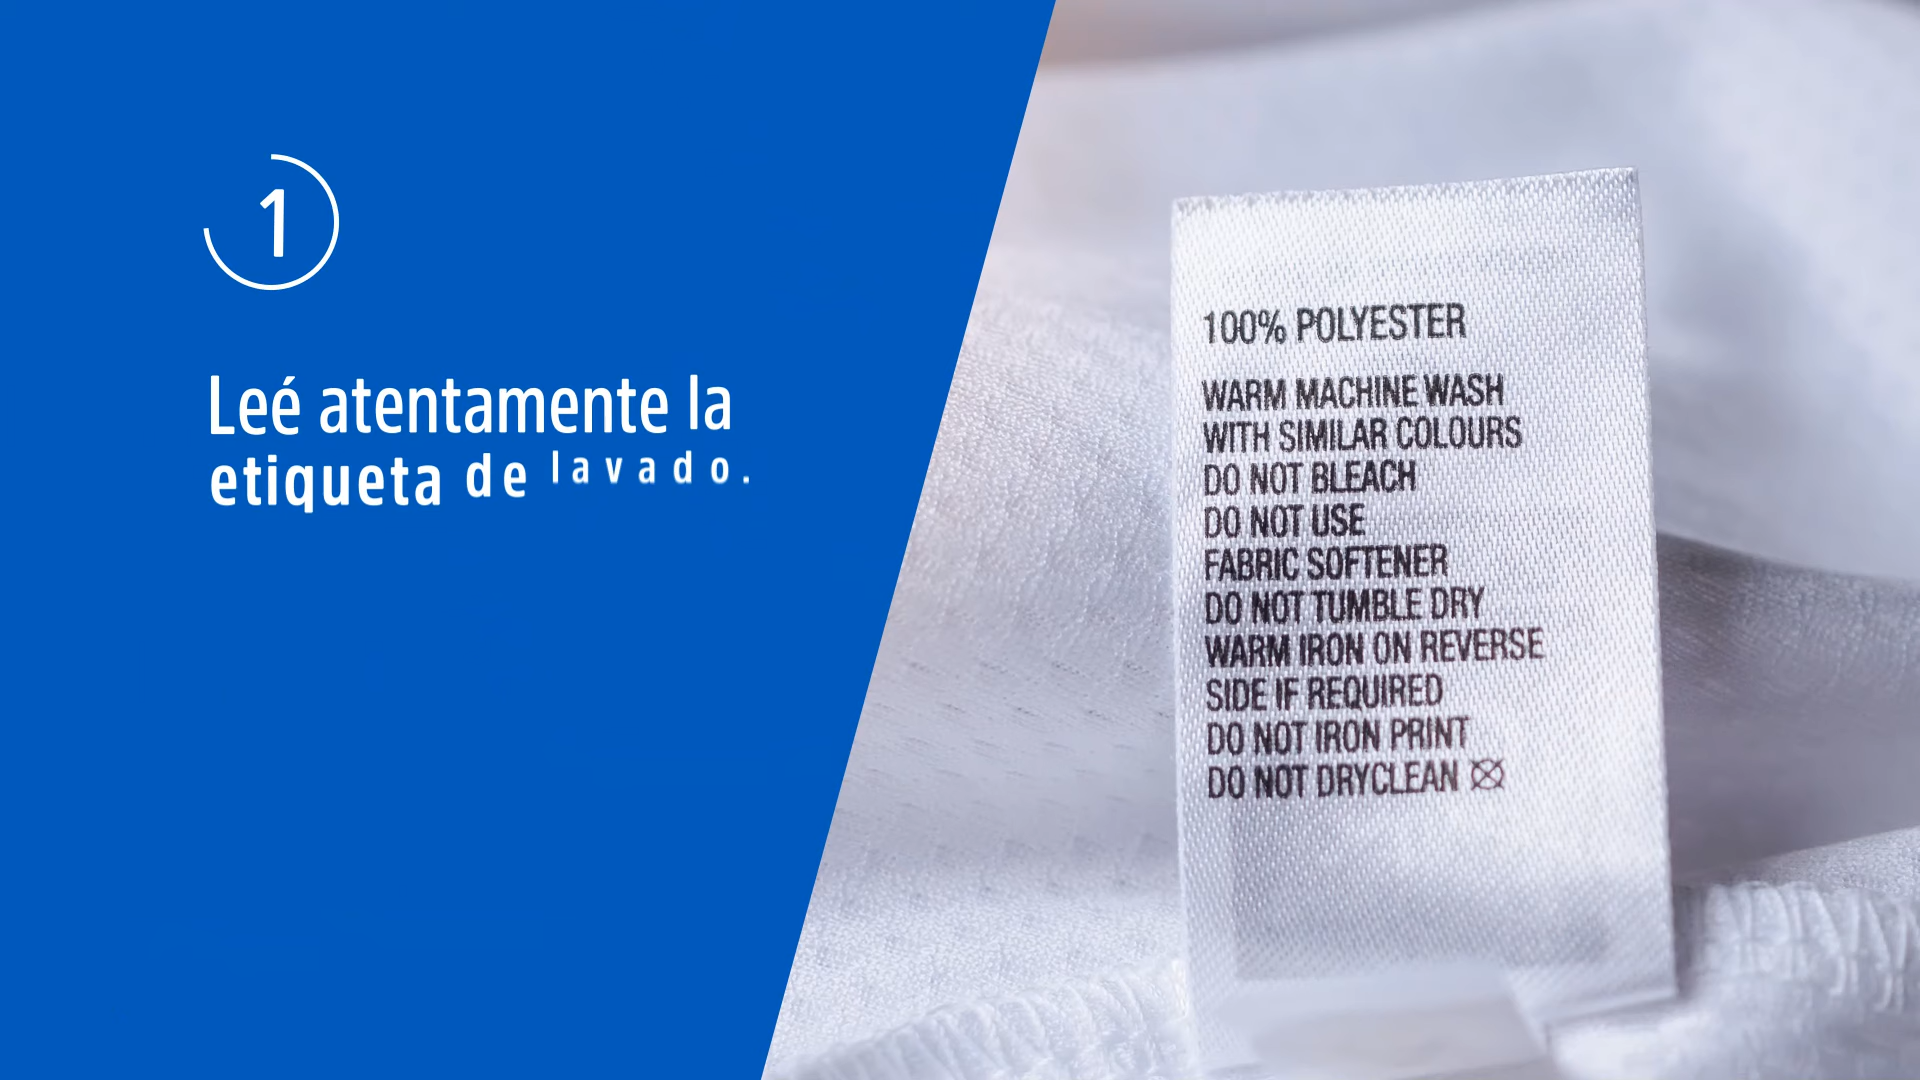 1
Leé atentamente la
etiqueta de lavado.
100% POLYESTER
WARM MACHINE WASH
WITH SIMILAR COLOURS
DO NOT BLEACH
DO NOT USE
FABRIC SOFTENER
DO NOT TUMBLE DRY
WARM IRON ON REVERSE
SIDE IF REQUIRED
DO NOT IRON PRINT
DO NOT DRYCLEAN